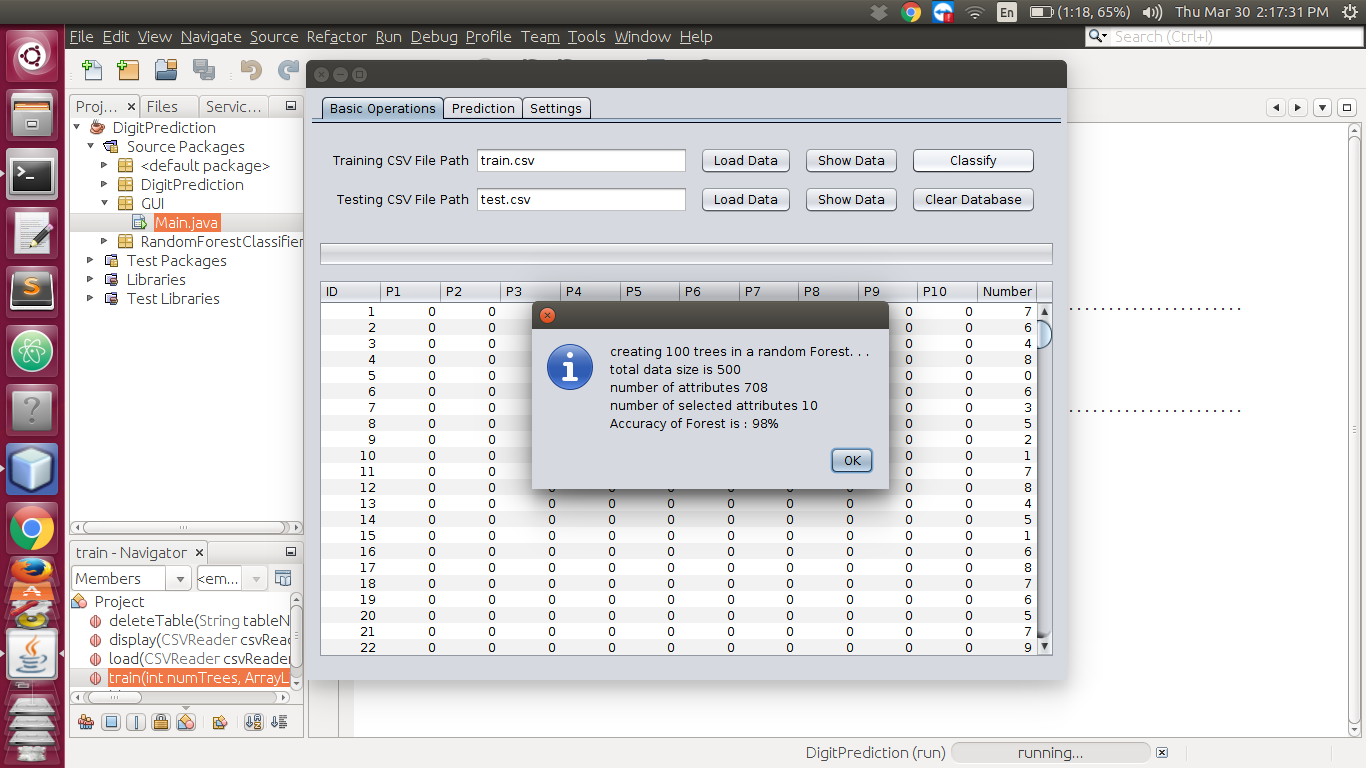 En (1:18, 65%) Thu Mar 30 2:17:31 PM
File Edit View Navigate Source Refactor Run Debug Profile Team Tools Window Help
Search (Ctrl+I)
Proj... × Files Servic...
DigitPrediction
Source Packages
<default package>
DigitPrediction
GUI
Main.java
RandomForestClassifier
Test Packages
Libraries
Test Libraries
train - Navigator ×
Members <em...
Project
deleteTable(String tableN
display(CSVReader csvRea
load(CSVReader csvReader
train(int numTrees, ArrayL
Basic Operations Prediction Settings
Training CSV File Path train.csv Load Data Show Data Classify
Testing CSV File Path test.csv Load Data Show Data Clear Database
ID P1 P2 P3 P4 P5 P6 P7 P8 P9 P10 Number
1 0 0 0 0 7
2 0 0 0 0 6
3 0 0 0 0 4
4 0 0 0 0 8
5 0 0 0 0 0
6 0 0 0 0 6
7 0 0 0 0 3
8 0 0 0 0 5
9 0 0 0 0 2
10 0 0 0 0 1
11 0 0 0 0 7
12 0 0 0 0 0 0 0 0 0 0 8
13 0 0 0 0 0 0 0 0 0 0 4
14 0 0 0 0 0 0 0 0 0 0 5
15 0 0 0 0 0 0 0 0 0 0 1
16 0 0 0 0 0 0 0 0 0 0 6
17 0 0 0 0 0 0 0 0 0 0 8
18 0 0 0 0 0 0 0 0 0 0 7
19 0 0 0 0 0 0 0 0 0 0 6
20 0 0 0 0 0 0 0 0 0 0 5
21 0 0 0 0 0 0 0 0 0 0 7
22 0 0 0 0 0 0 0 0 0 0 9
creating 100 trees in a random Forest. . .
total data size is 500
number of attributes 708
number of selected attributes 10
Accuracy of Forest is : 98%
OK
DigitPrediction (run) running...